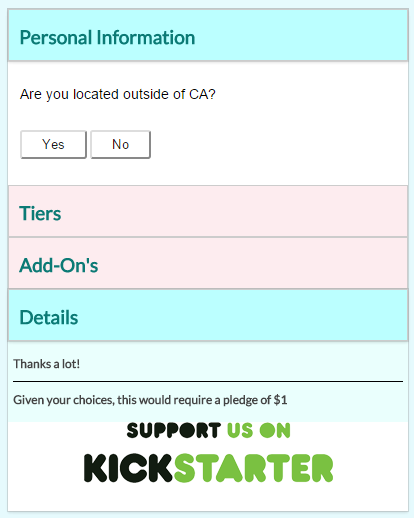 Personal Information
Are you located outside of CA?
Yes No
Tiers
Add-On's
Details
Thanks a lot!
Given your choices, this would require a pledge of $1
SUPPORT US ON
KICKSTARTER